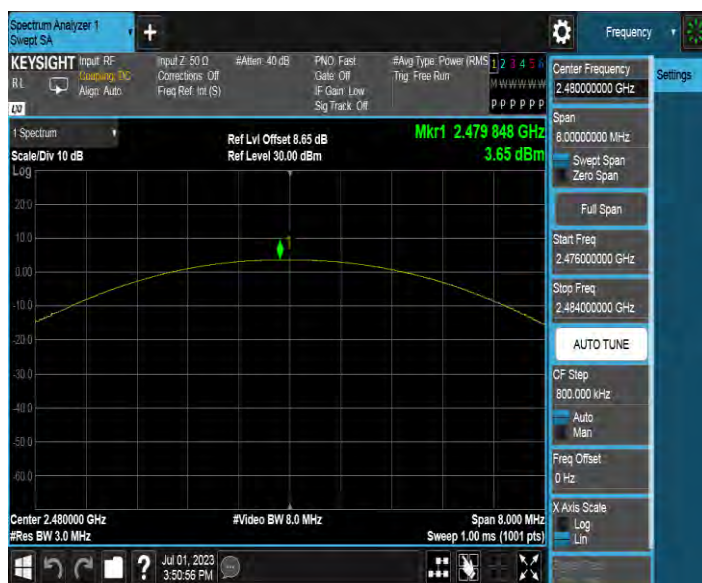 Spectrum Analyzer 1
Swept SA
+
Frequency
KEYSIGHT
Input: RF
Coupling: DC
Align: Auto
Input Z: 50 Ω
Corrections: Off
Freq Ref: Int (S)
#Atten: 40 dB
PNO: Fast
Gate: Off
IF Gain: Low
Sig Track: Off
#Avg Type: Power (RMS
Trig: Free Run
1 2 3 4 5 6
M W W W W W
P P P P P P
RL
LXI
1 Spectrum
Scale/Div 10 dB
Log
Ref Lvl Offset 8.65 dB
Ref Level 30.00 dBm
Mkr1 2.479 848 GHz
3.65 dBm
20.0
10.0
0.00
-10.0
-20.0
-30.0
-40.0
-50.0
-60.0
1
Center 2.480000 GHz
#Res BW 3.0 MHz
#Video BW 8.0 MHz
Span 8.000 MHz
Sweep 1.00 ms (1001 pts)
Center Frequency
2.480000000 GHz
Settings
Span
8.00000000 MHz
Swept Span
Zero Span
Full Span
Start Freq
2.476000000 GHz
Stop Freq
2.484000000 GHz
AUTO TUNE
CF Step
800.000 kHz
Auto
Man
Freq Offset
0 Hz
X Axis Scale
Log
Lin
?
Jul 01, 2023
3:50:56 PM